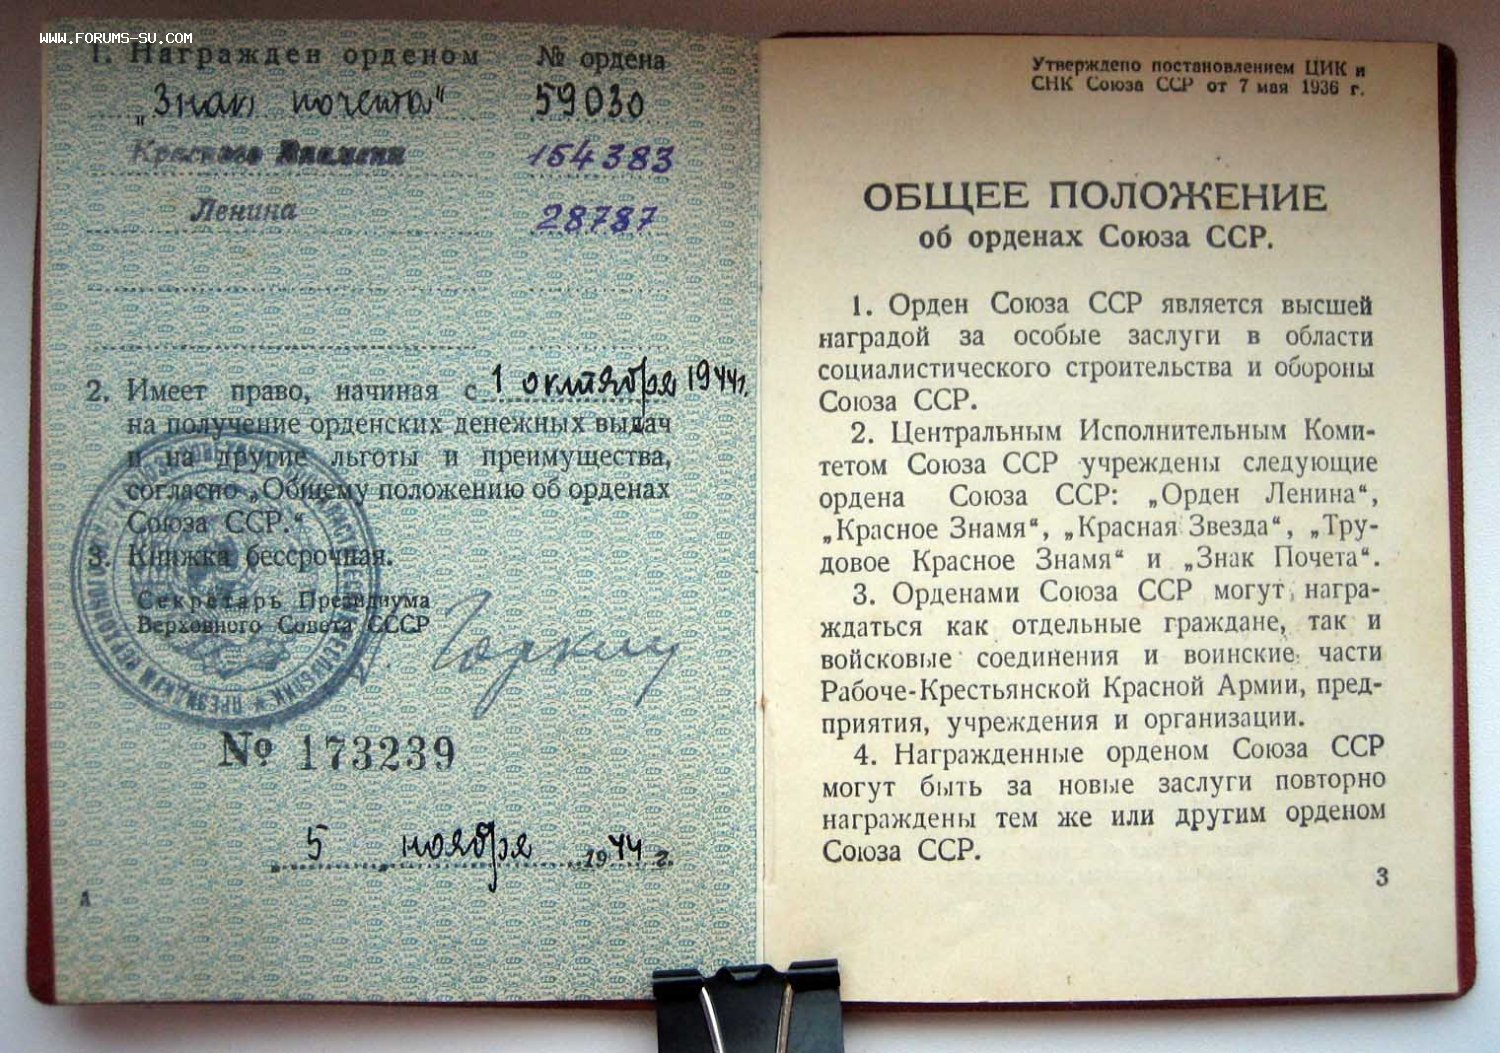 www.forums-su.com
1. Награжден орденом № ордена
„Знак почета“ 59030
Красного Знамени 154383
Ленина 28787
2. Имеет право, начиная с 1 октября 1944г.
на получение орденских денежных выдач
и на другие льготы и преимущества,
согласно „Общему положению об орденах
Союза ССР.“
3. Книжка бессрочная.
Секретарь Президиума
Верховного Совета СССР
Горкин
№ 173239
5 ноября 1944 г.
А
Утверждено постановлением ЦИК и
СНК Союза ССР от 7 мая 1936 г.
ОБЩЕЕ ПОЛОЖЕНИЕ
об орденах Союза ССР.
1. Орден Союза ССР является высшей
наградой за особые заслуги в области
социалистического строительства и обороны
Союза ССР.
2. Центральным Исполнительным Коми-
тетом Союза ССР учреждены следующие
ордена Союза ССР: „Орден Ленина“,
„Красное Знамя“, „Красная Звезда“, „Тру-
довое Красное Знамя“ и „Знак Почета“.
3. Орденами Союза ССР могут награ-
ждаться как отдельные граждане, так и
войсковые соединения и воинские части
Рабоче-Крестьянской Красной Армии, пред-
приятия, учреждения и организации.
4. Награжденные орденом Союза ССР
могут быть за новые заслуги повторно
награждены тем же или другим орденом
Союза ССР.
3